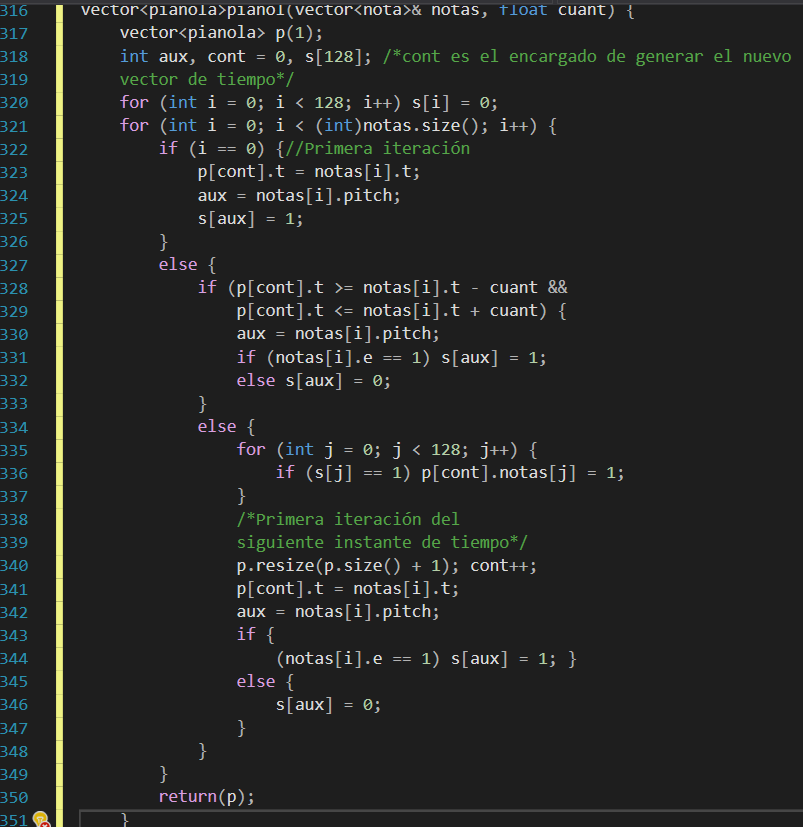 316 vector<pianola>pianol(vector<nota>& notas, float cuant) {
317 vector<pianola> p(1);
318 int aux, cont = 0, s[128]; /*cont es el encargado de generar el nuevo
319 vector de tiempo*/
320 for (int i = 0; i < 128; i++) s[i] = 0;
321 for (int i = 0; i < (int)notas.size(); i++) {
322 if (i == 0) {//Primera iteración
323 p[cont].t = notas[i].t;
324 aux = notas[i].pitch;
325 s[aux] = 1;
326 }
327 else {
328 if (p[cont].t >= notas[i].t - cuant &&
329 p[cont].t <= notas[i].t + cuant) {
330 aux = notas[i].pitch;
331 if (notas[i].e == 1) s[aux] = 1;
332 else s[aux] = 0;
333 }
334 else {
335 for (int j = 0; j < 128; j++) {
336 if (s[j] == 1) p[cont].notas[j] = 1;
337 }
338 /*Primera iteración del
339 siguiente instante de tiempo*/
340 p.resize(p.size() + 1); cont++;
341 p[cont].t = notas[i].t;
342 aux = notas[i].pitch;
343 if {
344 (notas[i].e == 1) s[aux] = 1; }
345 else {
346 s[aux] = 0;
347 }
348 }
349 }
350 return(p);
351 }